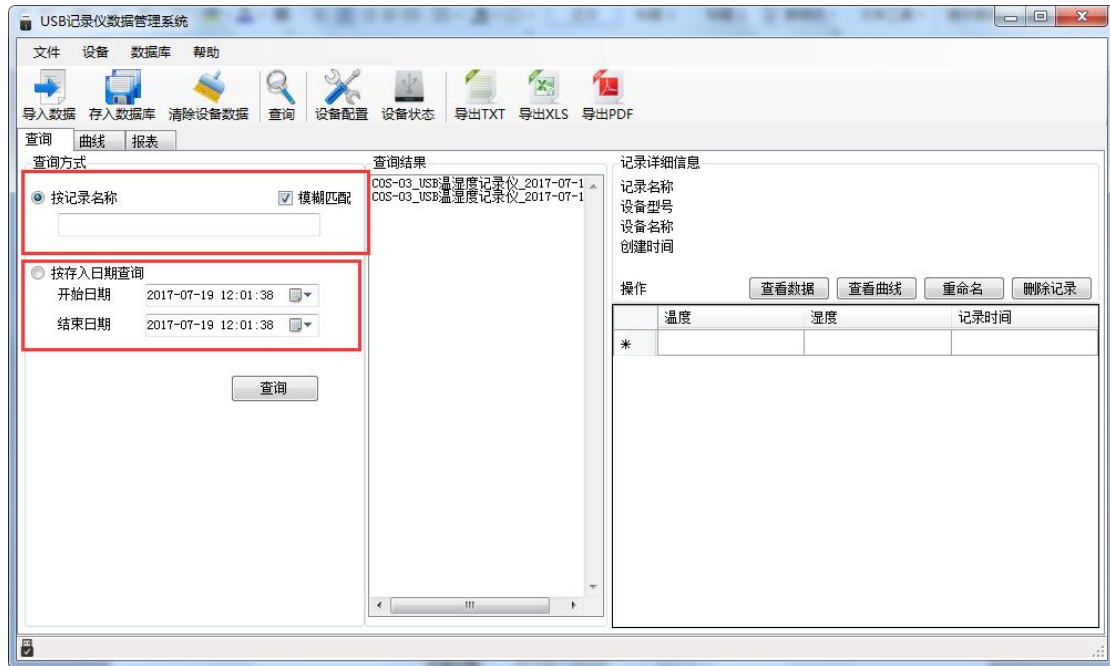 USB记录仪数据管理系统
文件 设备 数据库 帮助
导入数据 存入数据库 清除设备数据 查询 设备配置 设备状态 导出TXT 导出XLS 导出PDF
查询 曲线 报表
查询方式
按记录名称 模糊匹配
按存入日期查询
开始日期 2017-07-19 12:01:38
结束日期 2017-07-19 12:01:38
查询
查询结果
COS-03_USB温湿度记录仪_2017-07-1
COS-03_USB温湿度记录仪_2017-07-1
记录详细信息
记录名称
设备型号
设备名称
创建时间
操作 查看数据 查看曲线 重命名 删除记录
温度 湿度 记录时间